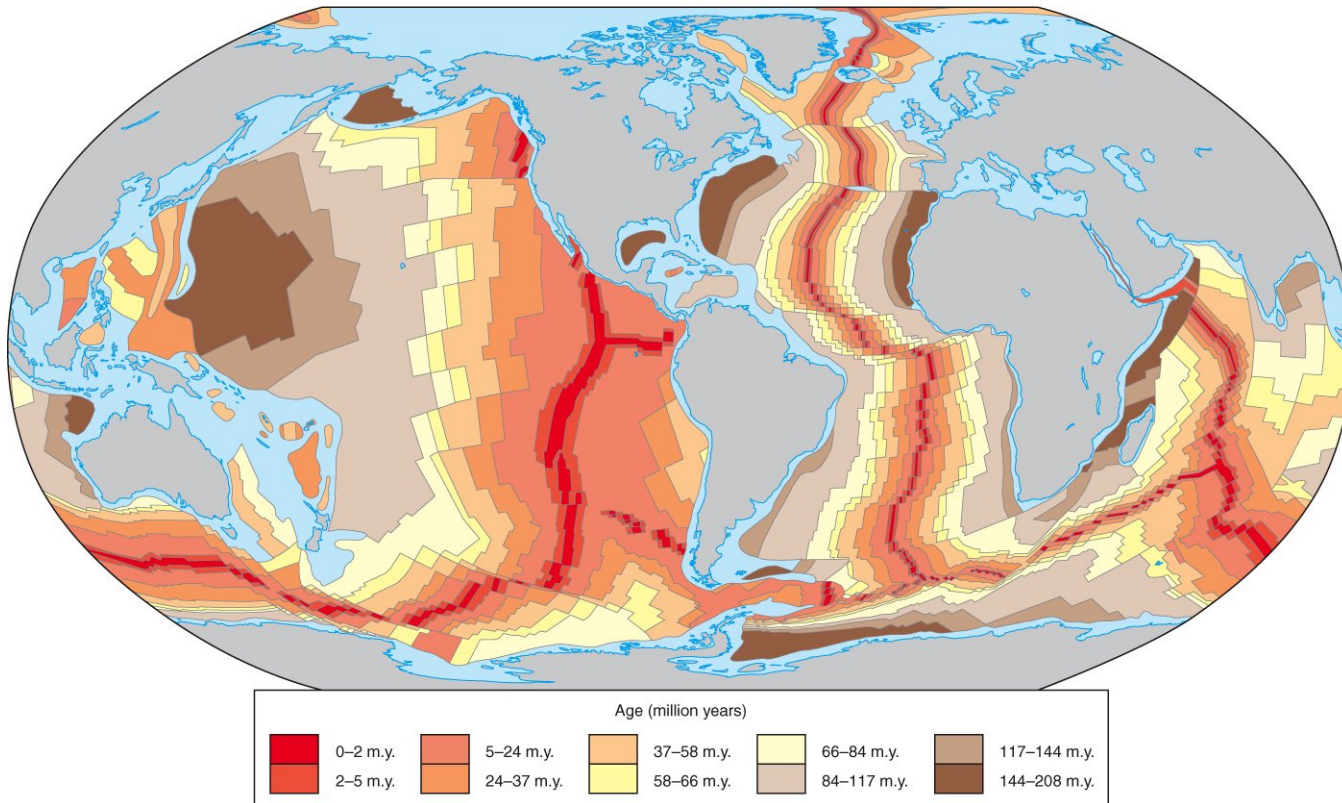 Age (million years)
0–2 m.y. 5–24 m.y. 37–58 m.y. 66–84 m.y. 117–144 m.y.
2–5 m.y. 24–37 m.y. 58–66 m.y. 84–117 m.y. 144–208 m.y.